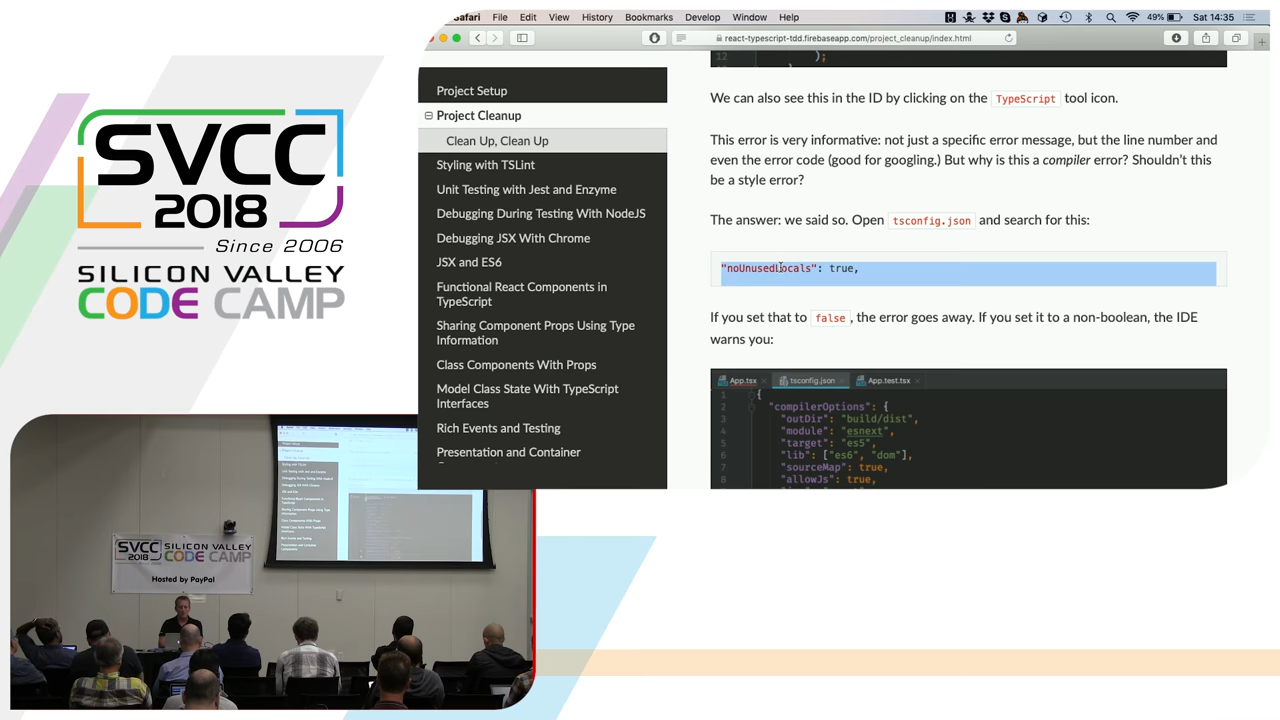 SVCC
2018
Since 2006
SILICON VALLEY
CODE CAMP
Safari File Edit View History Bookmarks Develop Window Help 49% Sat 14:35
react-typescript-tdd.firebaseapp.com/project_cleanup/index.html
Project Setup
Project Cleanup
Clean Up, Clean Up
Styling with TSLint
Unit Testing with Jest and Enzyme
Debugging During Testing With NodeJS
Debugging JSX With Chrome
JSX and ES6
Functional React Components in
TypeScript
Sharing Component Props Using Type
Information
Class Components With Props
Model Class State With TypeScript
Interfaces
Rich Events and Testing
Presentation and Container
12 );
We can also see this in the ID by clicking on the TypeScript tool icon.
This error is very informative: not just a specific error message, but the line number and
even the error code (good for googling.) But why is this a compiler error? Shouldn't this
be a style error?
The answer: we said so. Open tsconfig.json and search for this:
"noUnusedLocals": true,
If you set that to false, the error goes away. If you set it to a non-boolean, the IDE
warns you:
App.tsx tsconfig.json App.test.tsx
1 {
2 "compilerOptions": {
3 "outDir": "build/dist",
4 "module": "esnext",
5 "target": "es5",
6 "lib": ["es6", "dom"],
7 "sourceMap": true,
8 "allowJs": true,
SVCC
2018
SILICON VALLEY
CODE CAMP
Hosted by PayPal